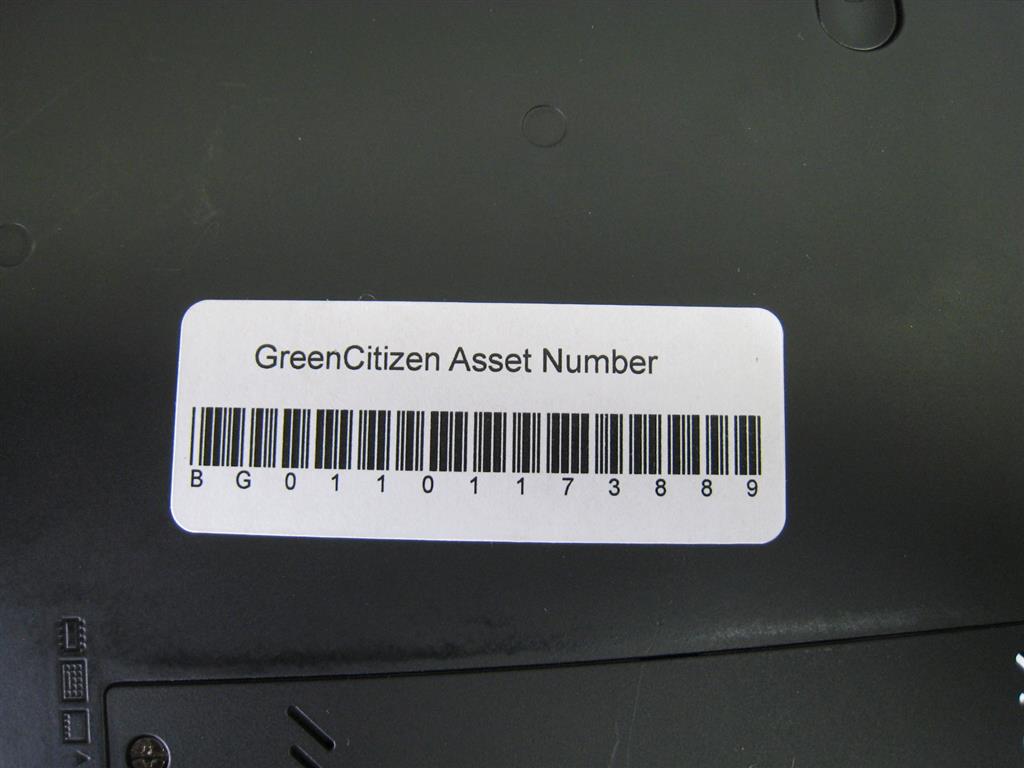 GreenCitizen Asset Number
B G 0 1 1 0 1 1 7 3 8 8 9